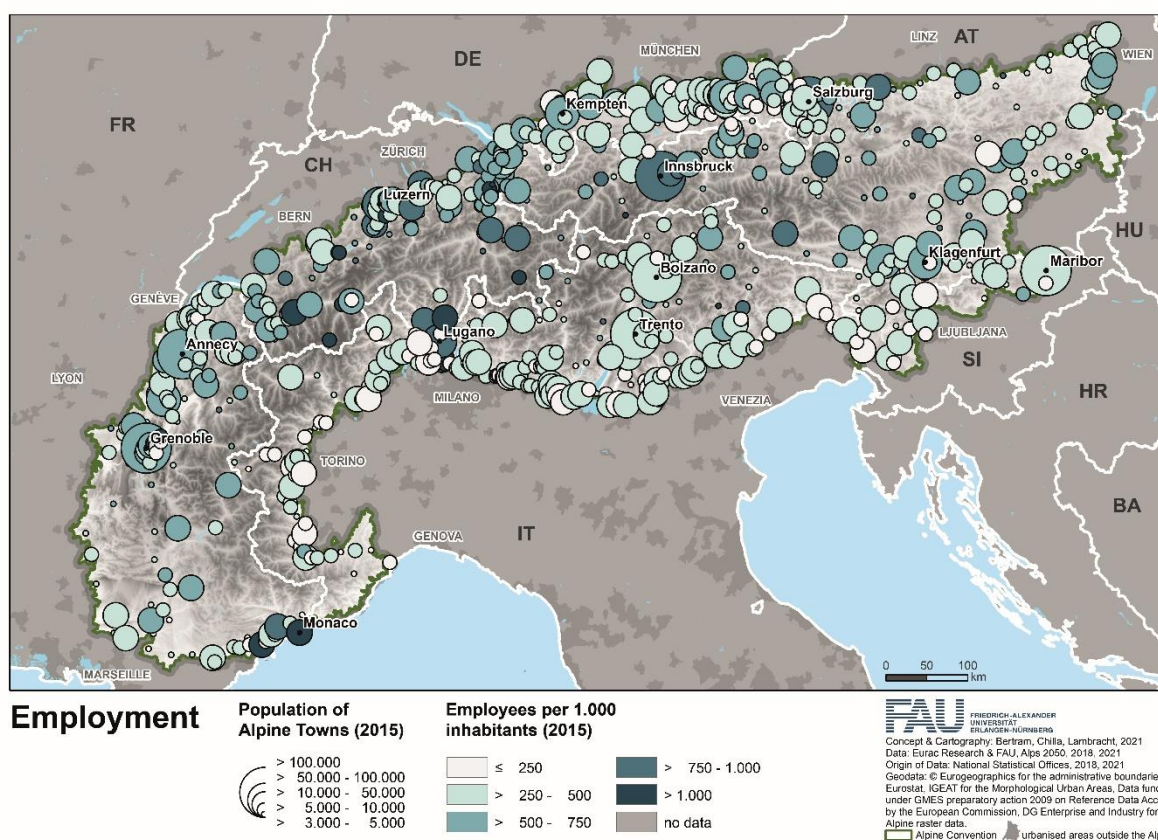 DE
MÜNCHEN
LINZ
AT
WIEN
FR
Kempten
Salzburg
ZÜRICH
CH
Innsbruck
Luzern
BERN
HU
Klagenfurt
Maribor
Bolzano
GENÈVE
Lugano
Trento
LJUBLJANA
Annecy
SI
LYON
MILANO
VENEZIA
HR
Grenoble
TORINO
BA
GENOVA
IT
Monaco
MARSEILLE
0 50 100
km
Employment
Population of
Alpine Towns (2015)
> 100.000
> 50.000 - 100.000
> 10.000 - 50.000
> 5.000 - 10.000
> 3.000 - 5.000
Employees per 1.000
inhabitants (2015)
≤ 250
> 250 - 500
> 500 - 750
> 750 - 1.000
> 1.000
no data
FAU FRIEDRICH-ALEXANDER
UNIVERSITÄT
ERLANGEN-NÜRNBERG
Concept & Cartography: Bertram, Chilla, Lambracht, 2021
Data: Eurac Research & FAU, Alps 2050, 2018, 2021
Origin of Data: National Statistical Offices, 2018, 2021
Geodata: © Eurogeographics for the administrative boundarie
Eurostat, IGEAT for the Morphological Urban Areas, Data fund
under GMES preparatory action 2009 on Reference Data Acc
by the European Commission, DG Enterprise and Industry for
Alpine raster data.
Alpine Convention urbanised areas outside the Al